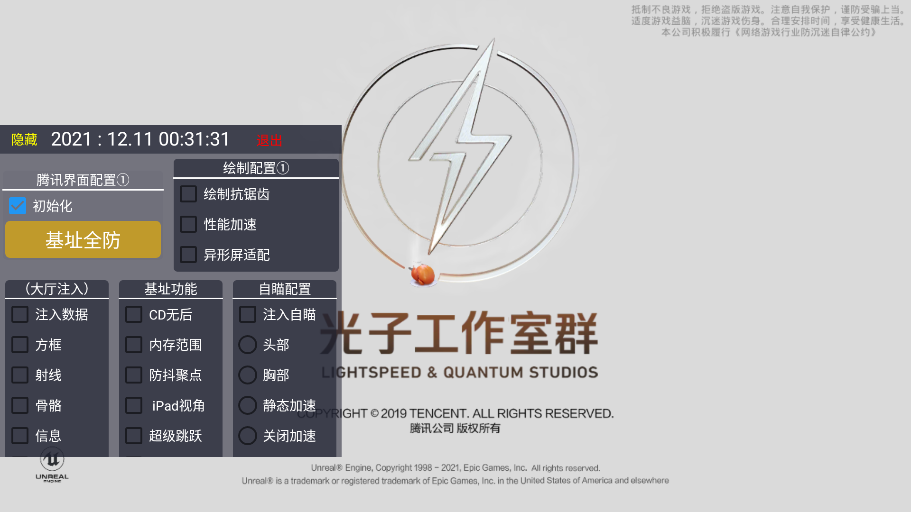 抵制不良游戏，拒绝盗版游戏。注意自我保护，谨防受骗上当。
适度游戏益脑，沉迷游戏伤身。合理安排时间，享受健康生活。
本公司积极履行《网络游戏行业防沉迷自律公约》
隐藏 2021 : 12.11 00:31:31 退出
腾讯界面配置①
初始化
基址全防
绘制配置①
绘制抗锯齿
性能加速
异形屏适配
（大厅注入）
注入数据
方框
射线
骨骼
信息
基址功能
CD无后
内存范围
防抖聚点
iPad视角
超级跳跃
自瞄配置
注入自瞄
头部
胸部
静态加速
关闭加速
光子工作室群
LIGHTSPEED & QUANTUM STUDIOS
COPYRIGHT © 2019 TENCENT. ALL RIGHTS RESERVED.
腾讯公司 版权所有
UNREAL
ENGINE
Unreal® Engine, Copyright 1998 – 2021, Epic Games, Inc. All rights reserved.
Unreal® is a trademark or registered trademark of Epic Games, Inc. in the United States of America and elsewhere